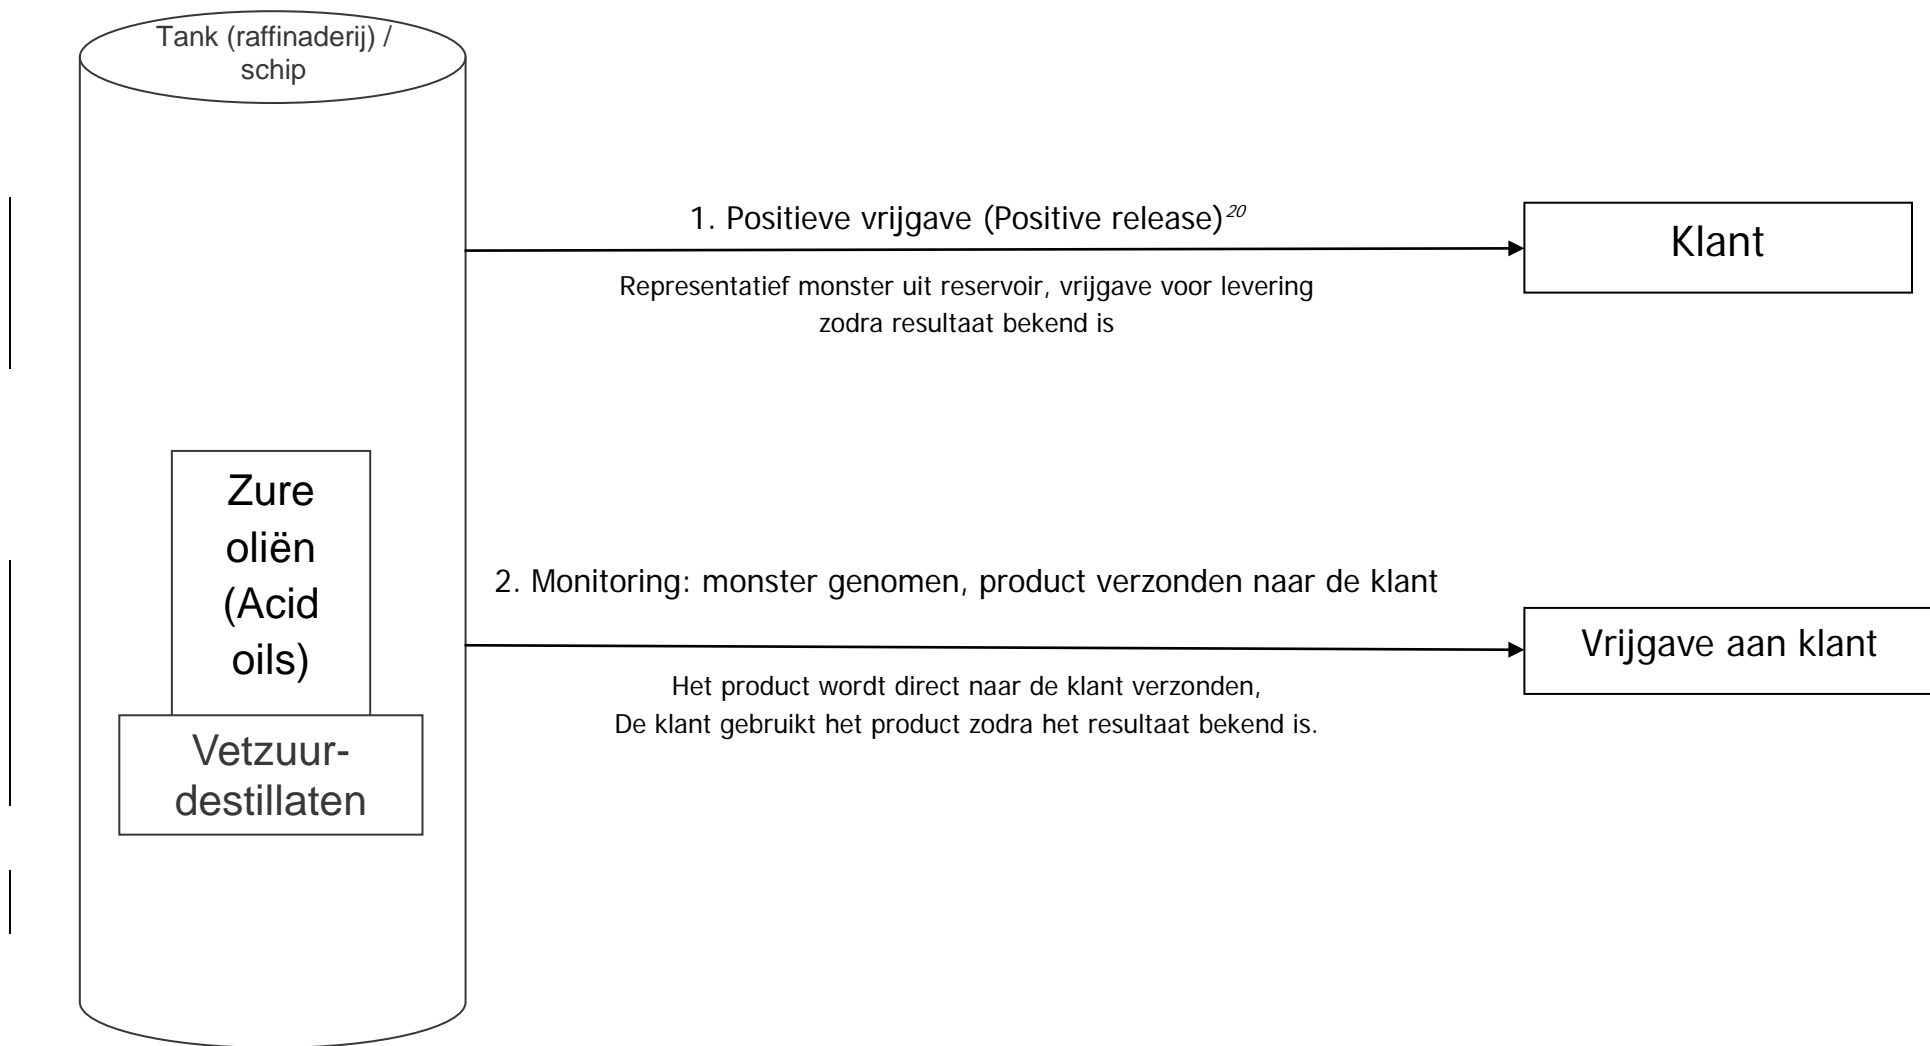 Tank (raffinaderij) /
schip
1. Positieve vrijgave (Positive release)20
Klant
Representatief monster uit reservoir, vrijgave voor levering
zodra resultaat bekend is
Zure
oliën
(Acid
oils)
Vetzuur-
destillaten
2. Monitoring: monster genomen, product verzonden naar de klant
Vrijgave aan klant
Het product wordt direct naar de klant verzonden,
De klant gebruikt het product zodra het resultaat bekend is.